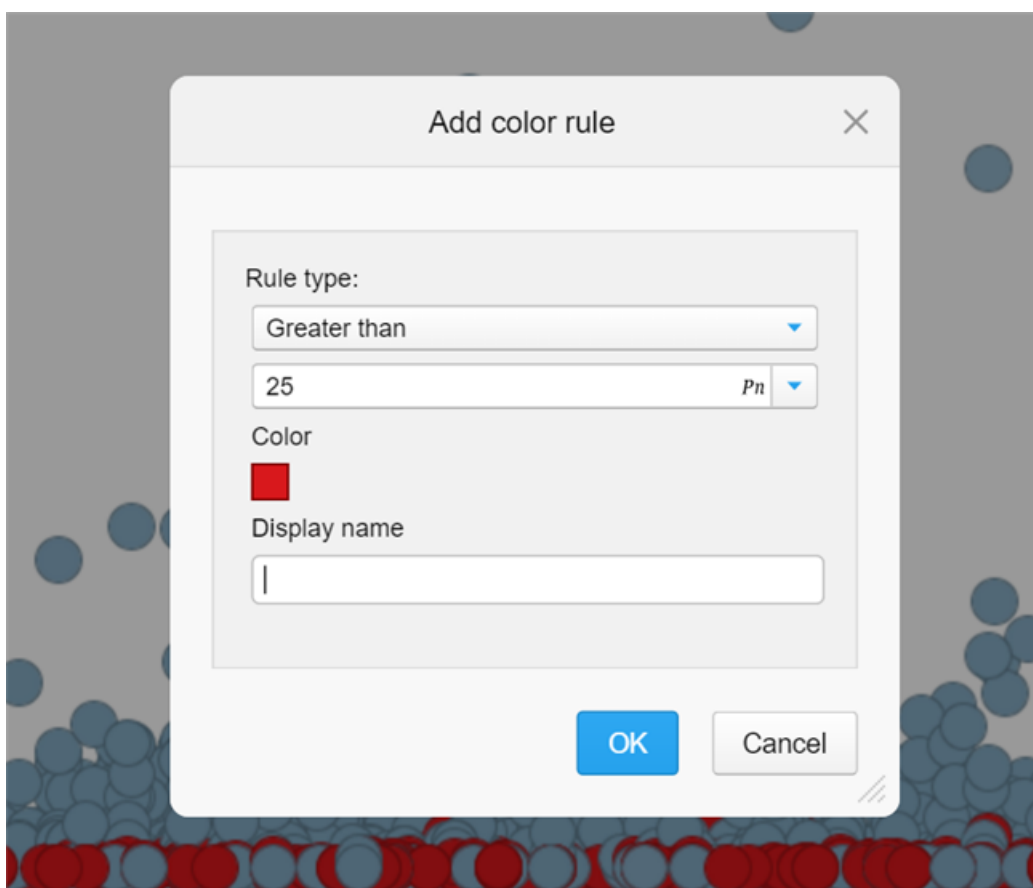 Add color rule
Rule type:
Greater than
25 Pn
Color
Display name
OK Cancel